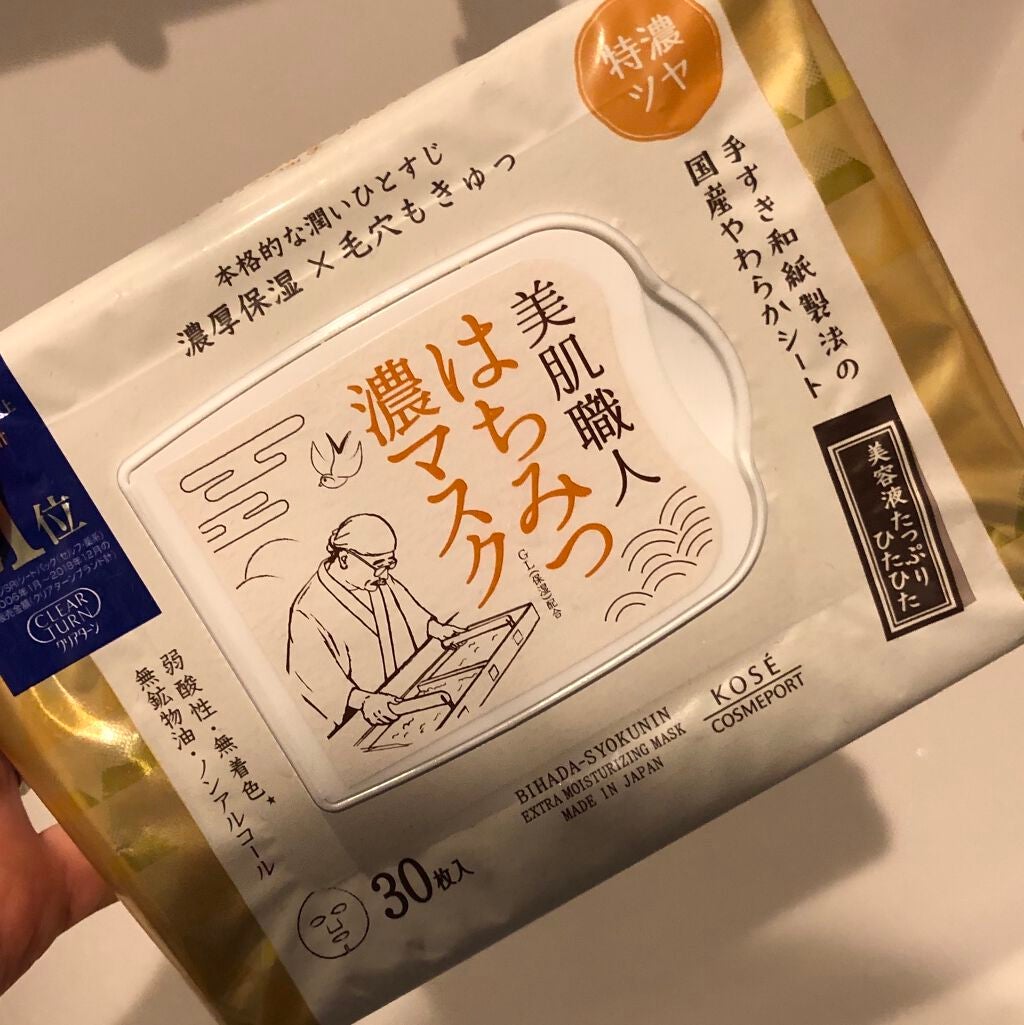 特濃
ツヤ
本格的な潤いひとすじ
濃厚保湿×毛穴もきゅっ
手すき和紙製法の
国産やわらかシート
美肌職人
はちみつ
濃マスク
GL(保湿)配合
美容液たっぷり
ひたひた
1位
CLEAR
TURN
クリアターン
弱酸性・無着色*
無鉱物油・ノンアルコール
KOSÉ
COSMEPORT
BIHADA-SYOKUNIN
EXTRA MOISTURIZING MASK
MADE IN JAPAN
30枚入